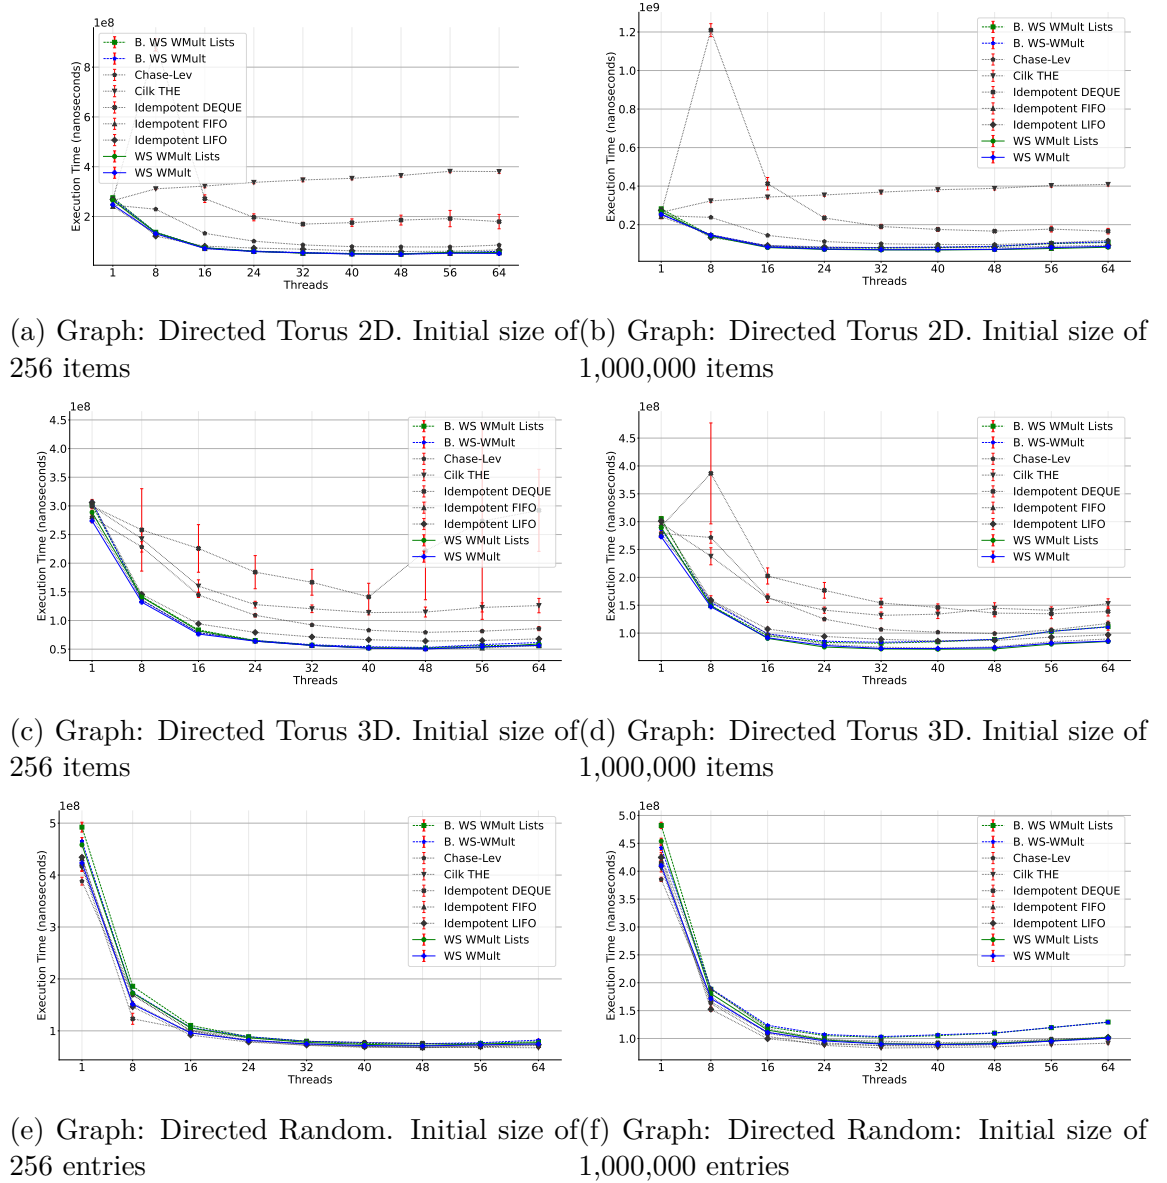 1e8
Execution Time (nanoseconds)
8
6
4
2
B. WS WMult Lists
B. WS WMult
Chase-Lev
Cilk THE
Idempotent DEQUE
Idempotent FIFO
Idempotent LIFO
WS WMult Lists
WS WMult
1 8 16 24 32 40 48 56 64
Threads
1e9
Execution Time (nanoseconds)
1.2
1.0
0.9
0.6
0.4
0.2
B. WS WMult Lists
B. WS-WMult
Chase-Lev
Cilk THE
Idempotent DEQUE
Idempotent FIFO
Idempotent LIFO
WS WMult Lists
WS WMult
1 8 16 24 32 40 48 56 64
Threads
(a) Graph: Directed Torus 2D. Initial size of
256 items
(b) Graph: Directed Torus 2D. Initial size of
1,000,000 items
1e8
Execution Time (nanoseconds)
4.5
4.0
3.5
3.0
2.5
2.0
1.5
1.0
0.5
B. WS WMult Lists
B. WS-WMult
Chase-Lev
Cilk THE
Idempotent DEQUE
Idempotent FIFO
Idempotent LIFO
WS WMult Lists
WS WMult
1 8 16 24 32 40 48 56 64
Threads
1e8
Execution Time (nanoseconds)
4.5
4.0
3.5
3.0
2.5
2.0
1.5
1.0
B. WS WMult Lists
B. WS-WMult
Chase-Lev
Cilk THE
Idempotent DEQUE
Idempotent FIFO
Idempotent LIFO
WS WMult Lists
WS WMult
1 8 16 24 32 40 48 56 64
Threads
(c) Graph: Directed Torus 3D. Initial size of
256 items
(d) Graph: Directed Torus 3D. Initial size of
1,000,000 items
1e8
Execution Time (nanoseconds)
5
4
3
2
1
B. WS WMult Lists
B. WS-WMult
Chase-Lev
Cilk THE
Idempotent DEQUE
Idempotent FIFO
Idempotent LIFO
WS WMult Lists
WS WMult
1 8 16 24 32 40 48 56 64
Threads
1e8
Execution Time (nanoseconds)
5.0
4.5
4.0
3.5
3.0
2.5
2.0
1.5
1.0
B. WS WMult Lists
B. WS-WMult
Chase-Lev
Cilk THE
Idempotent DEQUE
Idempotent FIFO
Idempotent LIFO
WS WMult Lists
WS WMult
1 8 16 24 32 40 48 56 64
Threads
(e) Graph: Directed Random. Initial size of
256 entries
(f) Graph: Directed Random: Initial size of
1,000,000 entries